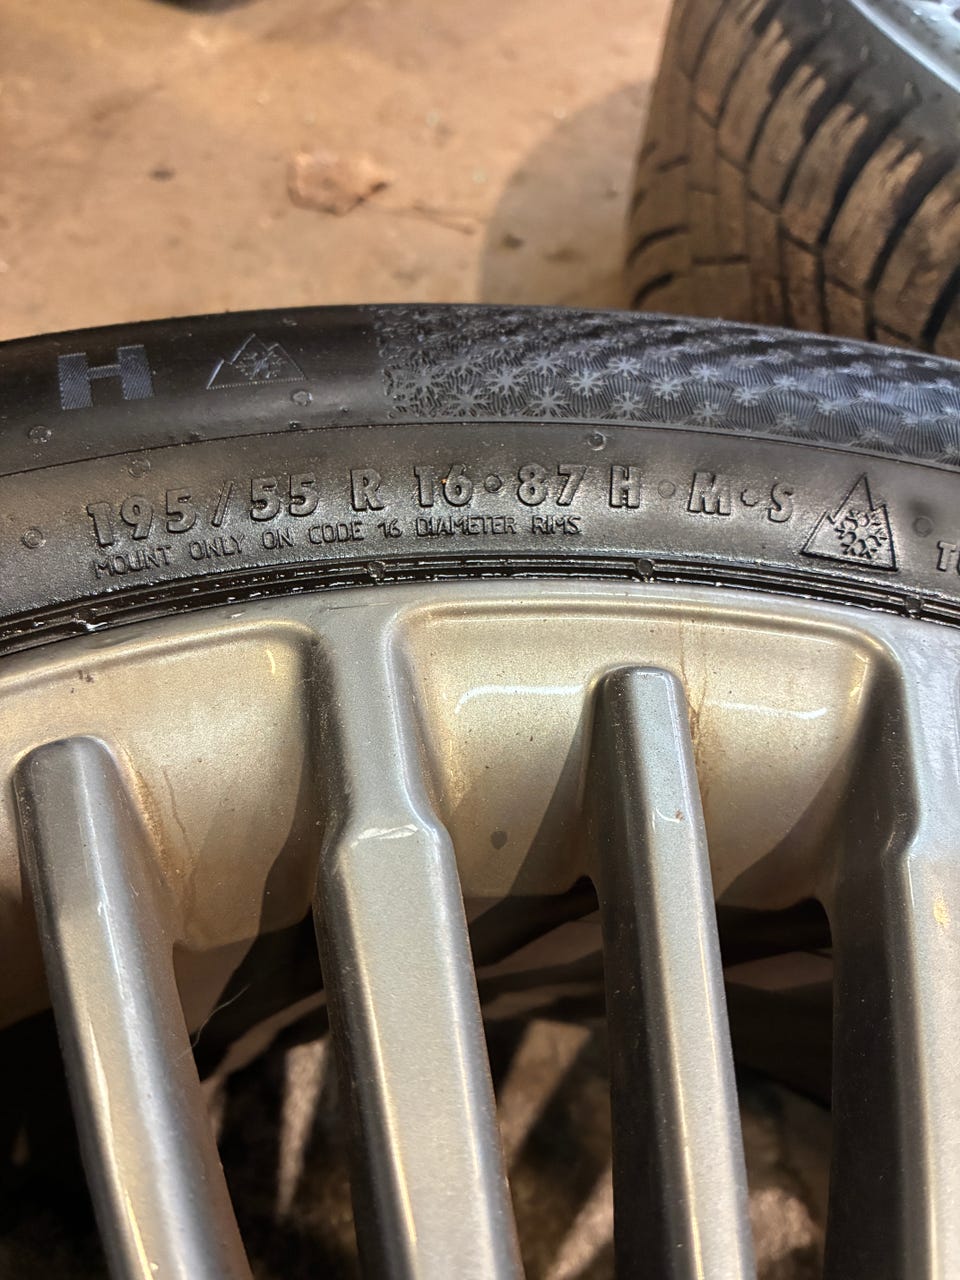 H
195/55 R 16·87 H·M·S
MOUNT ONLY ON CODE 16 DIAMETER RIMS